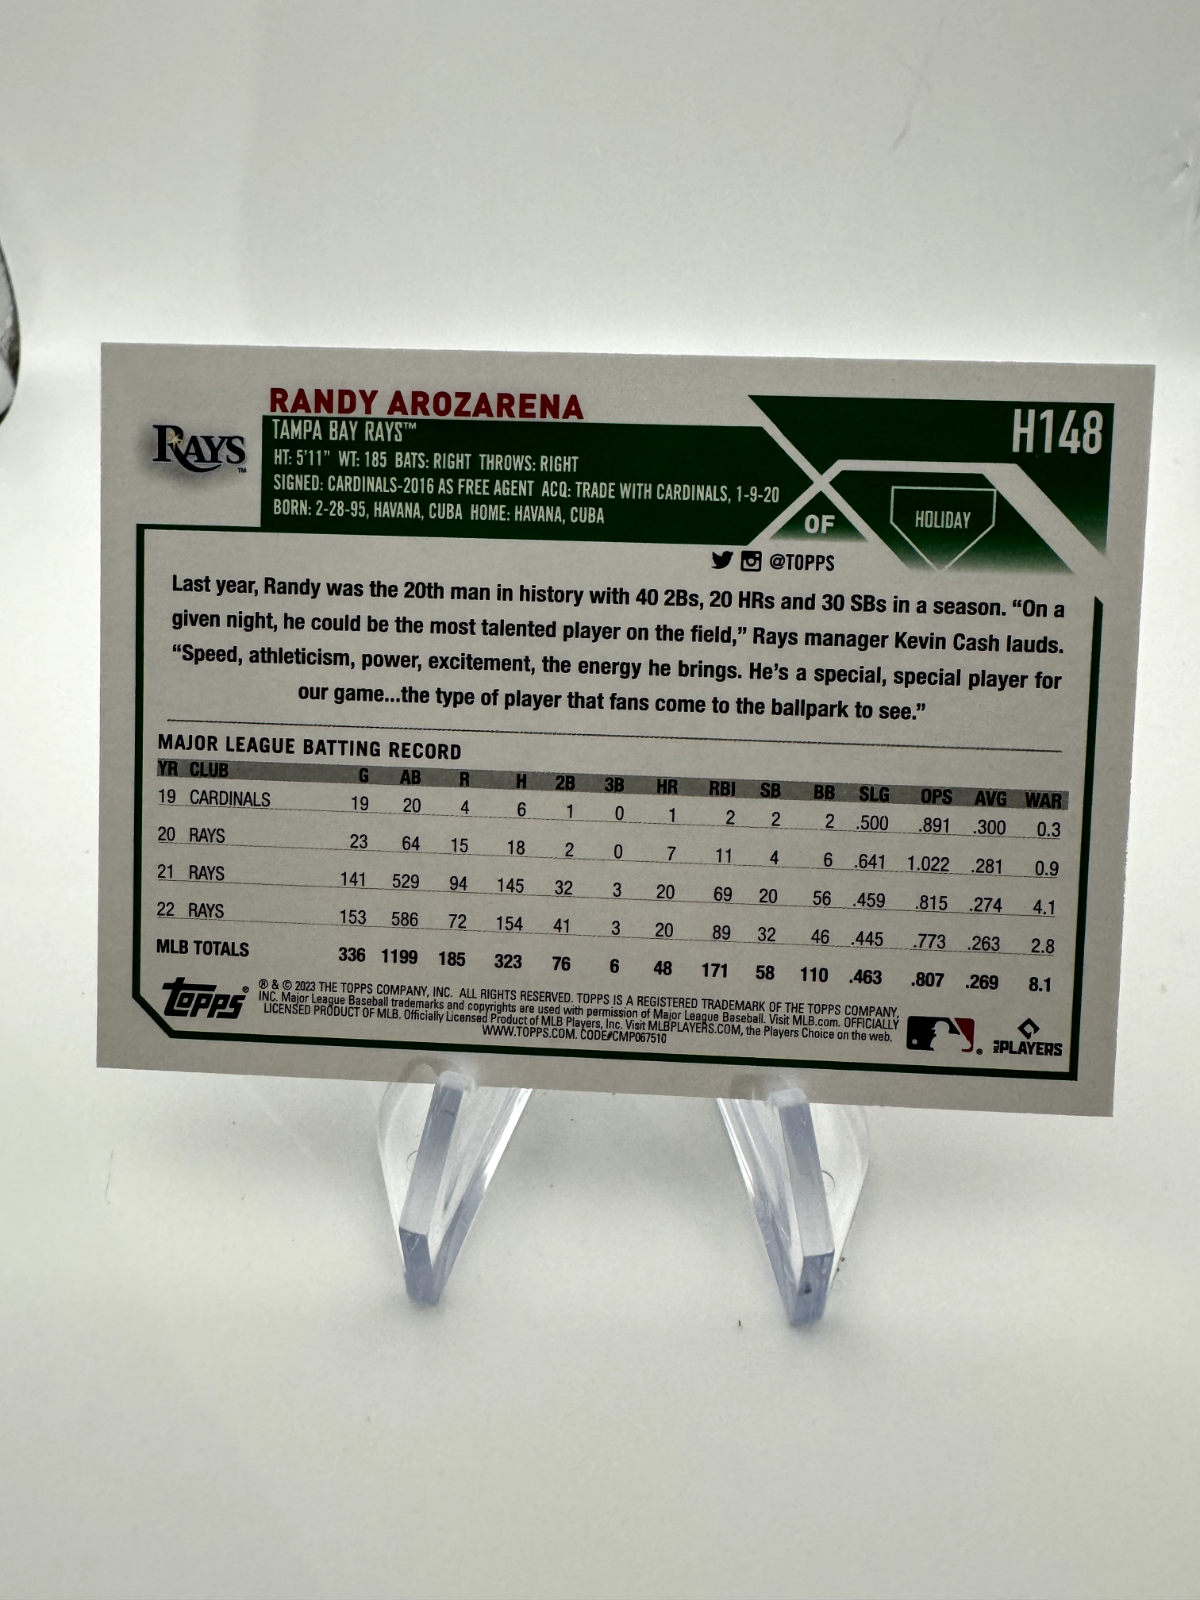 RANDY AROZARENA
H148
RAYS™
TAMPA BAY RAYS™
HT: 5'11" WT: 185 BATS: RIGHT THROWS: RIGHT
SIGNED: CARDINALS-2016 AS FREE AGENT ACQ: TRADE WITH CARDINALS, 1-9-20
BORN: 2-28-95, HAVANA, CUBA HOME: HAVANA, CUBA
OF
HOLIDAY
@TOPPS
Last year, Randy was the 20th man in history with 40 2Bs, 20 HRs and 30 SBs in a season. “On a
given night, he could be the most talented player on the field,” Rays manager Kevin Cash lauds.
“Speed, athleticism, power, excitement, the energy he brings. He’s a special, special player for
our game...the type of player that fans come to the ballpark to see.”
MAJOR LEAGUE BATTING RECORD
YR CLUB G AB R H 2B 3B HR RBI SB BB SLG OPS AVG WAR
19 CARDINALS 19 20 4 6 1 0 1 2 2 2 .500 .891 .300 0.3
20 RAYS 23 64 15 18 2 0 7 11 4 6 .641 1.022 .281 0.9
21 RAYS 141 529 94 145 32 3 20 69 20 56 .459 .815 .274 4.1
22 RAYS 153 586 72 154 41 3 20 89 32 46 .445 .773 .263 2.8
MLB TOTALS 336 1199 185 323 76 6 48 171 58 110 .463 .807 .269 8.1
topps®
® & © 2023 THE TOPPS COMPANY, INC. ALL RIGHTS RESERVED. TOPPS IS A REGISTERED TRADEMARK OF THE TOPPS COMPANY,
INC. Major League Baseball trademarks and copyrights are used with permission of Major League Baseball. Visit MLB.com. OFFICIALLY
LICENSED PRODUCT OF MLB. Officially Licensed Product of MLB Players, Inc. Visit MLBPLAYERS.COM, the Players Choice on the web.
WWW.TOPPS.COM. CODE#CMP067510
MLB PLAYERS